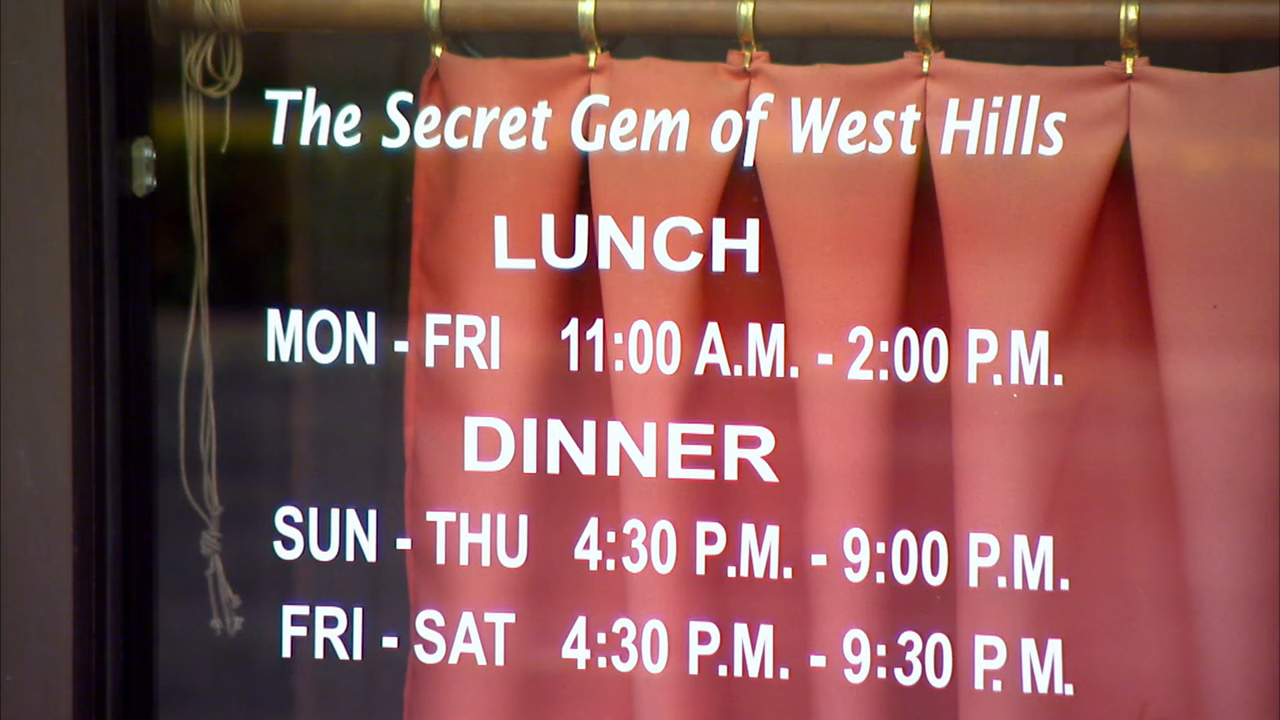 The Secret Gem of West Hills
LUNCH
MON - FRI 11:00 A.M. - 2:00 P.M.
DINNER
SUN - THU 4:30 P.M. - 9:00 P.M.
FRI - SAT 4:30 P.M. - 9:30 P.M.